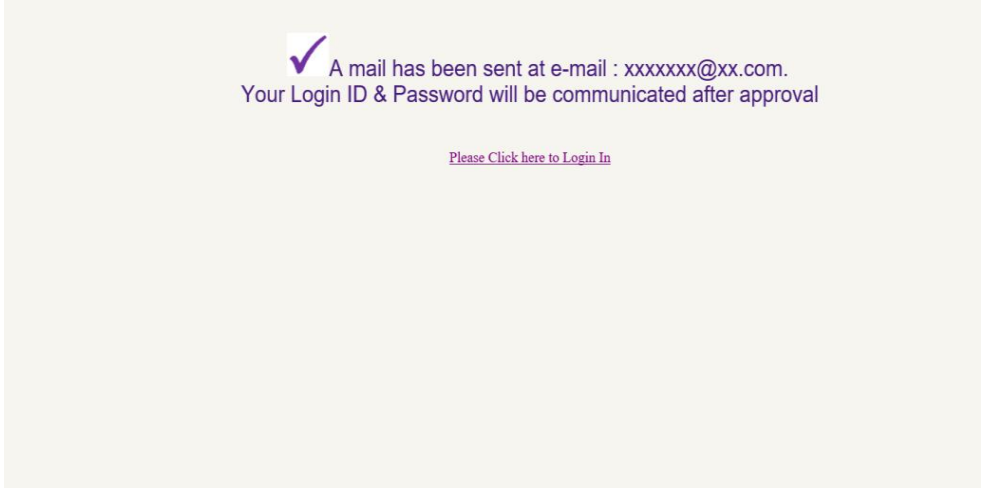 A mail has been sent at e-mail : xxxxxxx@xx.com.
Your Login ID & Password will be communicated after approval
Please Click here to Login In